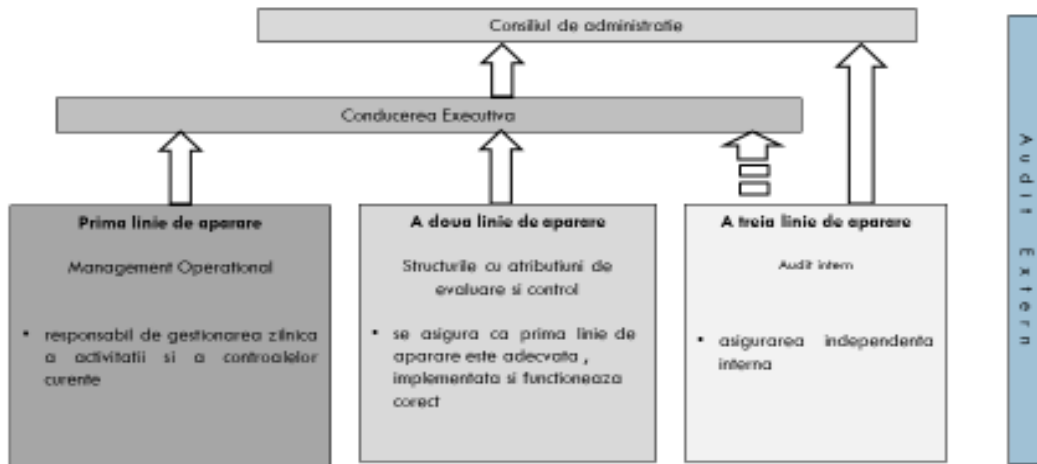 Consiliul de administratie
Conducerea Executiva
Prima linie de aparare
Management Operational
▪ responsabil de gestionarea zilnica
a activitatii si a controalelor
curente
A doua linie de aparare
Structurile cu atributiuni de
evaluare si control
▪ se asigura ca prima linie de
aparare este adecvata ,
implementata si functioneaza
corect
A treia linie de aparare
Audit intern
▪ asigurarea independenta
interna
Audit Extern